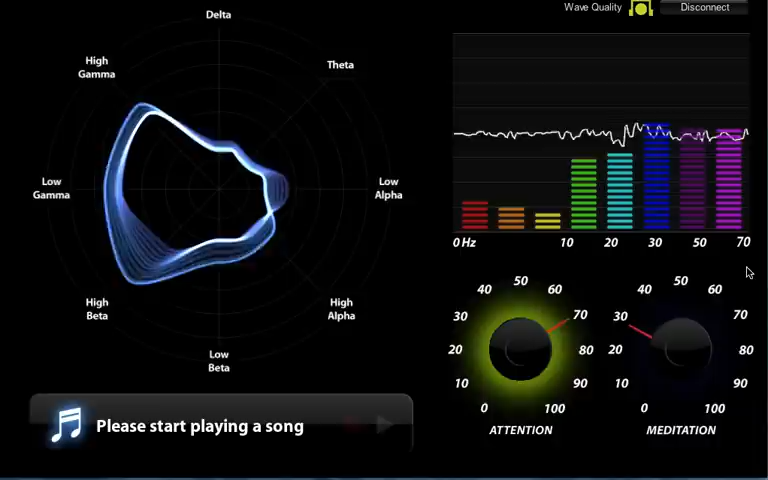 Delta
Theta
Low
Alpha
High
Alpha
Low
Beta
High
Beta
Low
Gamma
High
Gamma
Please start playing a song
Wave Quality
Disconnect
0 Hz 10 20 30 50 70
0 10 20 30 40 50 60 70 80 90 100
ATTENTION
0 10 20 30 40 50 60 70 80 90 100
MEDITATION